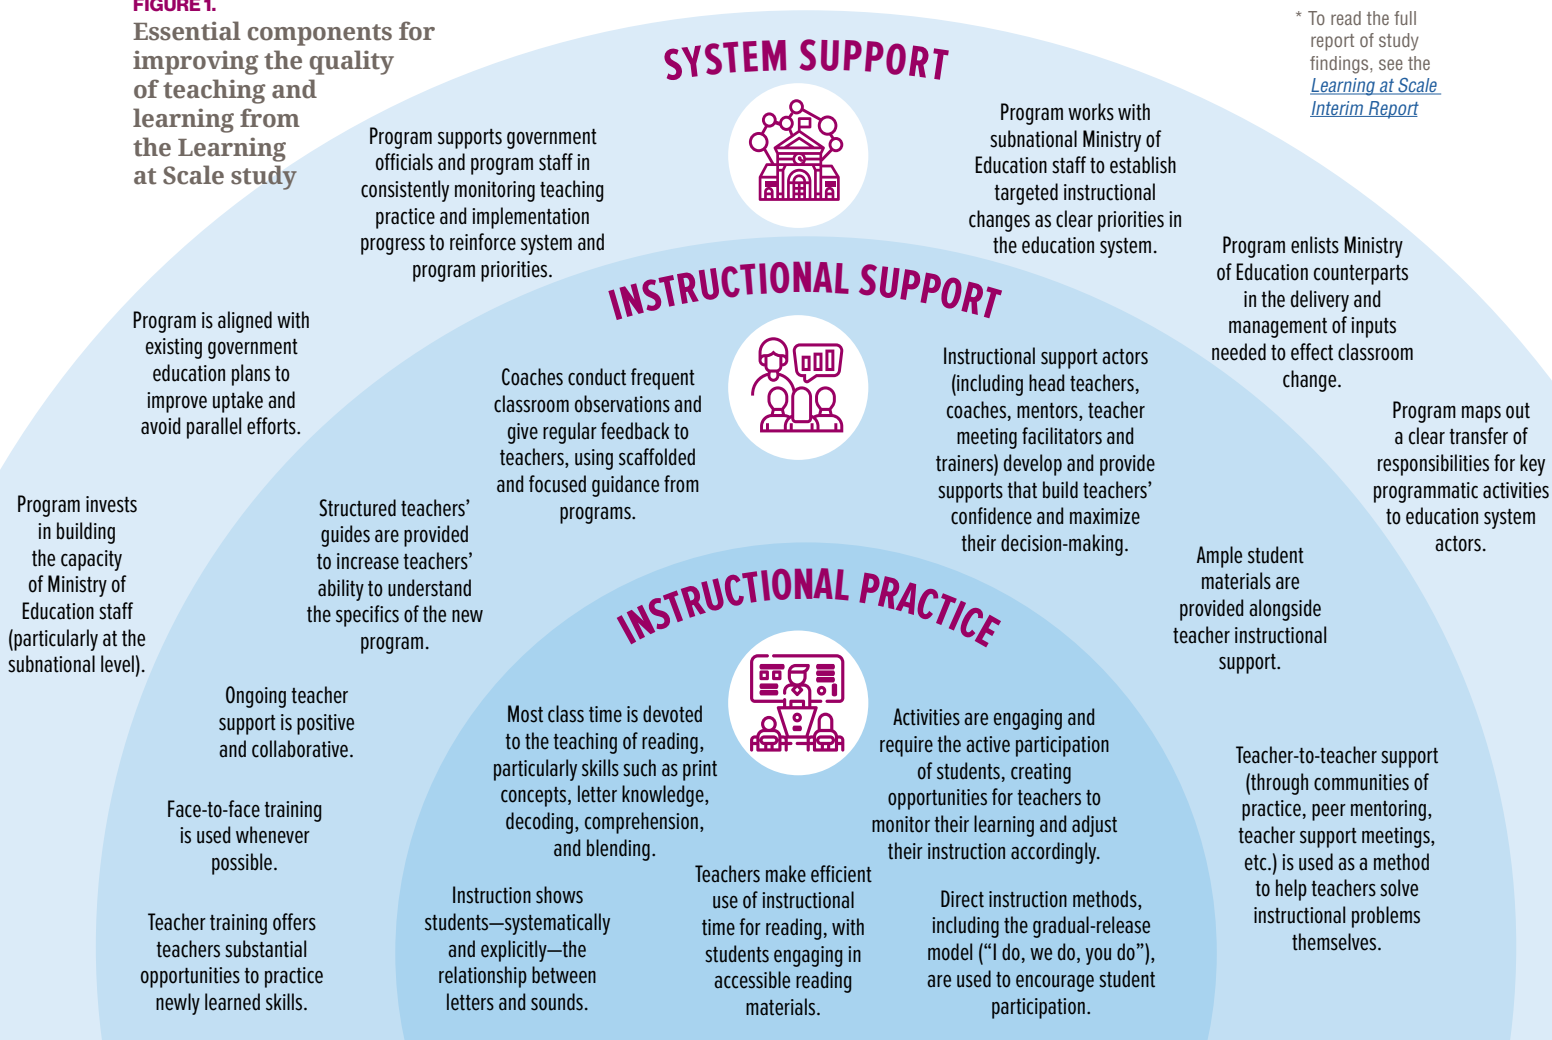 FIGURE 1.
Essential components for
improving the quality
of teaching and
learning from
the Learning
at Scale study
* To read the full
report of study
findings, see the
Learning at Scale
Interim Report
SYSTEM SUPPORT
Program supports government
officials and program staff in
consistently monitoring teaching
practice and implementation
progress to reinforce system and
program priorities.
Program works with
subnational Ministry of
Education staff to establish
targeted instructional
changes as clear priorities in
the education system.
Program is aligned with
existing government
education plans to
improve uptake and
avoid parallel efforts.
Program enlists Ministry
of Education counterparts
in the delivery and
management of inputs
needed to effect classroom
change.
Program invests
in building
the capacity
of Ministry of
Education staff
(particularly at the
subnational level).
Program maps out
a clear transfer of
responsibilities for key
programmatic activities
to education system
actors.
INSTRUCTIONAL SUPPORT
Coaches conduct frequent
classroom observations and
give regular feedback to
teachers, using scaffolded
and focused guidance from
programs.
Instructional support actors
(including head teachers,
coaches, mentors, teacher
meeting facilitators and
trainers) develop and provide
supports that build teachers’
confidence and maximize
their decision-making.
Structured teachers’
guides are provided
to increase teachers’
ability to understand
the specifics of the new
program.
Ample student
materials are
provided alongside
teacher instructional
support.
Ongoing teacher
support is positive
and collaborative.
Face-to-face training
is used whenever
possible.
Teacher training offers
teachers substantial
opportunities to practice
newly learned skills.
Teacher-to-teacher support
(through communities of
practice, peer mentoring,
teacher support meetings,
etc.) is used as a method
to help teachers solve
instructional problems
themselves.
INSTRUCTIONAL PRACTICE
Most class time is devoted
to the teaching of reading,
particularly skills such as print
concepts, letter knowledge,
decoding, comprehension,
and blending.
Activities are engaging and
require the active participation
of students, creating
opportunities for teachers to
monitor their learning and adjust
their instruction accordingly.
Instruction shows
students—systematically
and explicitly—the
relationship between
letters and sounds.
Teachers make efficient
use of instructional
time for reading, with
students engaging in
accessible reading
materials.
Direct instruction methods,
including the gradual-release
model (“I do, we do, you do”),
are used to encourage student
participation.